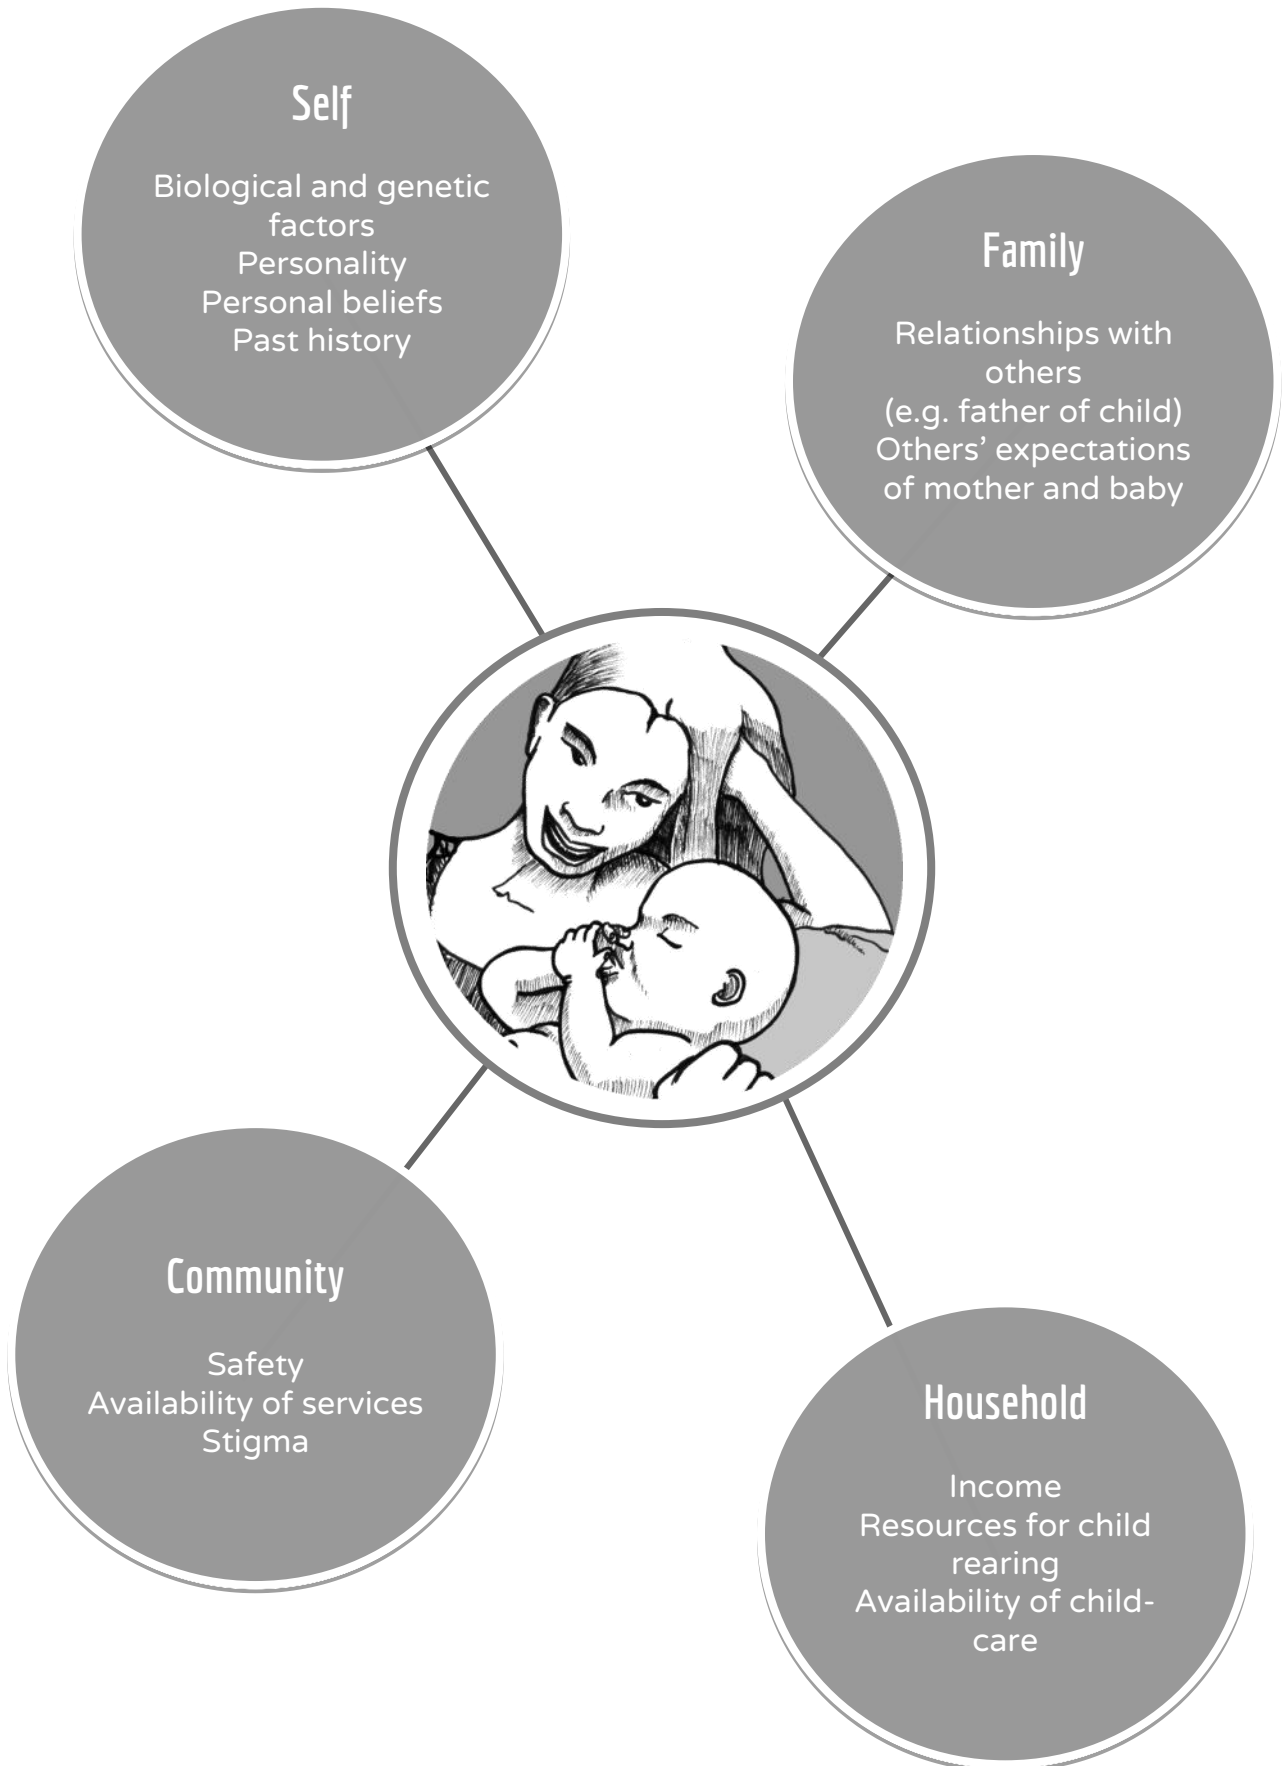 Self
Biological and genetic
factors
Personality
Personal beliefs
Past history
Family
Relationships with
others
(e.g. father of child)
Others’ expectations
of mother and baby
Community
Safety
Availability of services
Stigma
Household
Income
Resources for child
rearing
Availability of child-
care